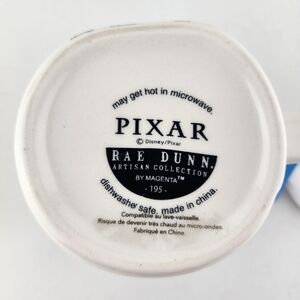 may get hot in microwave.
PIXAR
© Disney/Pixar
RAE DUNN.
ARTISAN COLLECTION
BY MAGENTA™
- 195 -
dishwasher safe. made in china.
Compatible au lave-vaisselle.
Risque de devenir très chaud au micro-ondes.
Fabriqué en Chine.